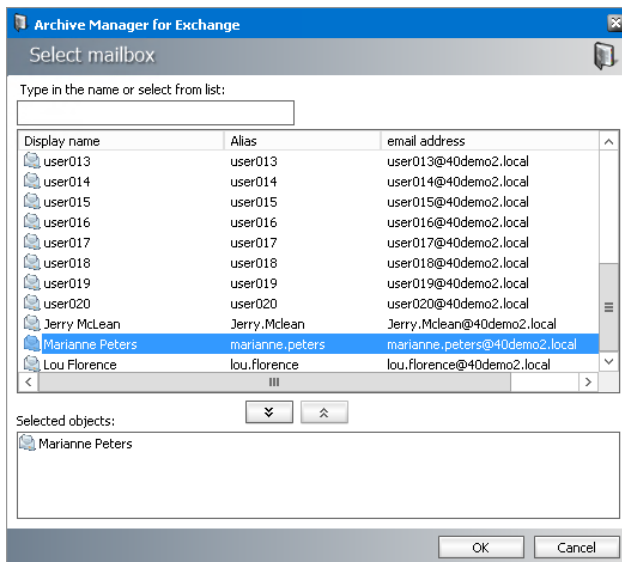 Archive Manager for Exchange
Select mailbox
Type in the name or select from list:
Display name Alias email address
user013 user013 user013@40demo2.local
user014 user014 user014@40demo2.local
user015 user015 user015@40demo2.local
user016 user016 user016@40demo2.local
user017 user017 user017@40demo2.local
user018 user018 user018@40demo2.local
user019 user019 user019@40demo2.local
user020 user020 user020@40demo2.local
Jerry McLean Jerry.Mclean Jerry.Mclean@40demo2.local
Marianne Peters marianne.peters marianne.peters@40demo2.local
Lou Florence lou.florence lou.florence@40demo2.local
Selected objects:
Marianne Peters
OK Cancel